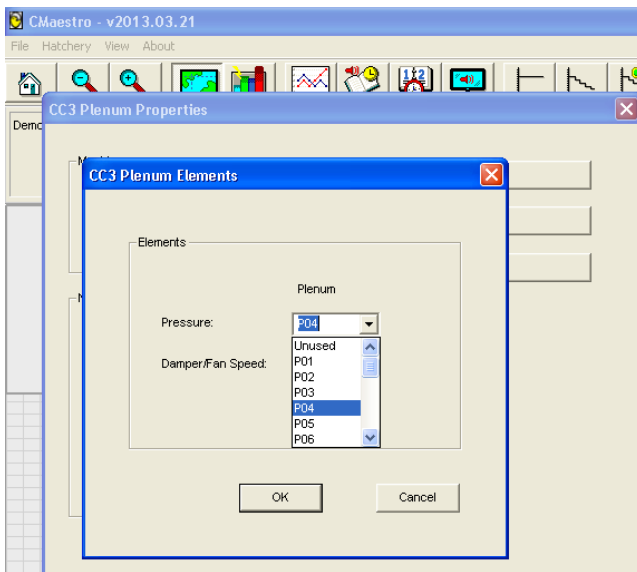 CMaestro - v2013.03.21
File Hatchery View About
CC3 Plenum Properties
CC3 Plenum Elements
Elements
Plenum
Pressure:
P04
Unused
P01
Damper/Fan Speed:
P02
P03
P04
P05
P06
OK
Cancel